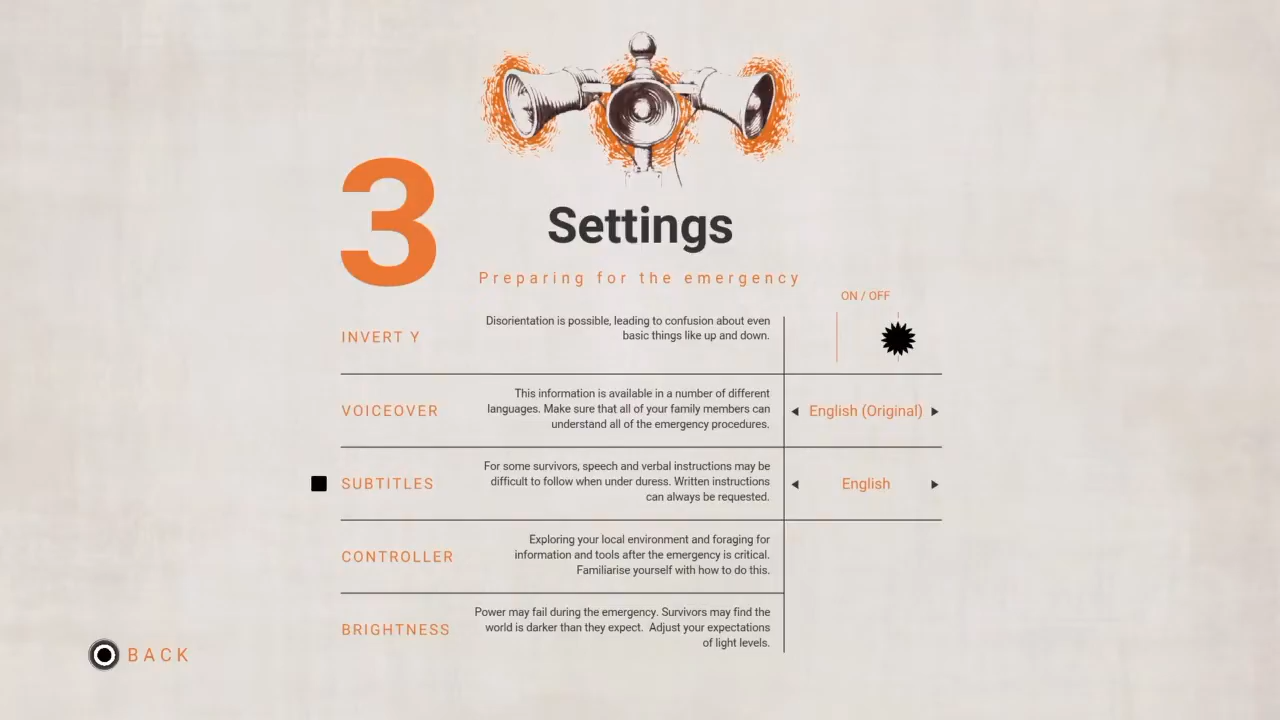 3
Settings
Preparing for the emergency
ON / OFF
INVERT Y
Disorientation is possible, leading to confusion about even
basic things like up and down.
VOICEOVER
This information is available in a number of different
languages. Make sure that all of your family members can
understand all of the emergency procedures.
English (Original)
SUBTITLES
For some survivors, speech and verbal instructions may be
difficult to follow when under duress. Written instructions
can always be requested.
English
CONTROLLER
Exploring your local environment and foraging for
information and tools after the emergency is critical.
Familiarise yourself with how to do this.
BRIGHTNESS
Power may fail during the emergency. Survivors may find the
world is darker than they expect. Adjust your expectations
of light levels.
BACK